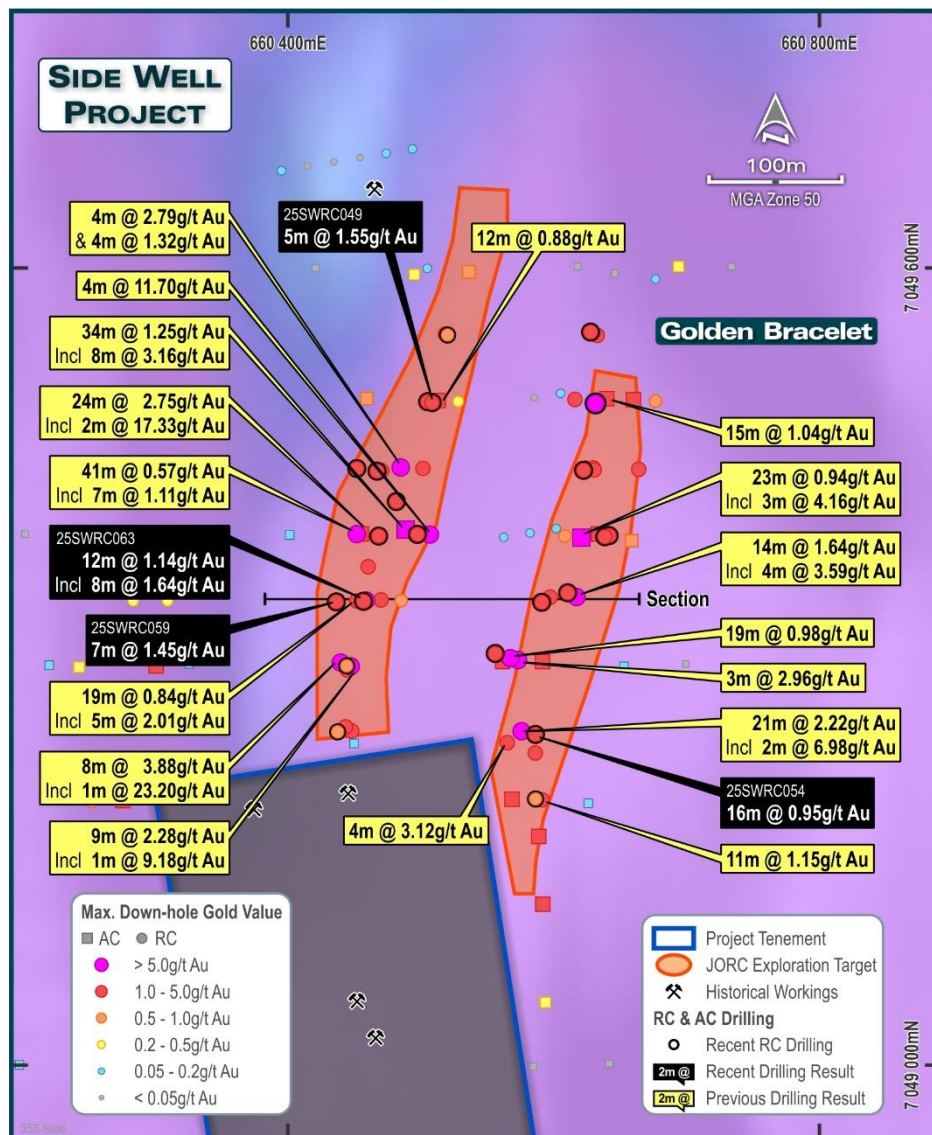 660 400mE
660 800mE
SIDE WELL
PROJECT
100m
MGA Zone 50
4m @ 2.79g/t Au
& 4m @ 1.32g/t Au
25SWRC049
5m @ 1.55g/t Au
12m @ 0.88g/t Au
7 049 600mN
4m @ 11.70g/t Au
34m @ 1.25g/t Au
Incl 8m @ 3.16g/t Au
Golden Bracelet
24m @ 2.75g/t Au
Incl 2m @ 17.33g/t Au
15m @ 1.04g/t Au
41m @ 0.57g/t Au
Incl 7m @ 1.11g/t Au
23m @ 0.94g/t Au
Incl 3m @ 4.16g/t Au
25SWRC063
12m @ 1.14g/t Au
Incl 8m @ 1.64g/t Au
14m @ 1.64g/t Au
Incl 4m @ 3.59g/t Au
Section
25SWRC059
7m @ 1.45g/t Au
19m @ 0.98g/t Au
3m @ 2.96g/t Au
19m @ 0.84g/t Au
Incl 5m @ 2.01g/t Au
21m @ 2.22g/t Au
Incl 2m @ 6.98g/t Au
8m @ 3.88g/t Au
Incl 1m @ 23.20g/t Au
25SWRC054
16m @ 0.95g/t Au
4m @ 3.12g/t Au
9m @ 2.28g/t Au
Incl 1m @ 9.18g/t Au
11m @ 1.15g/t Au
Max. Down-hole Gold Value
AC RC
> 5.0g/t Au
1.0 - 5.0g/t Au
0.5 - 1.0g/t Au
0.2 - 0.5g/t Au
0.05 - 0.2g/t Au
< 0.05g/t Au
Project Tenement
JORC Exploration Target
Historical Workings
RC & AC Drilling
Recent RC Drilling
2m @ Recent Drilling Result
2m @ Previous Drilling Result
7 049 000mN
355 Side